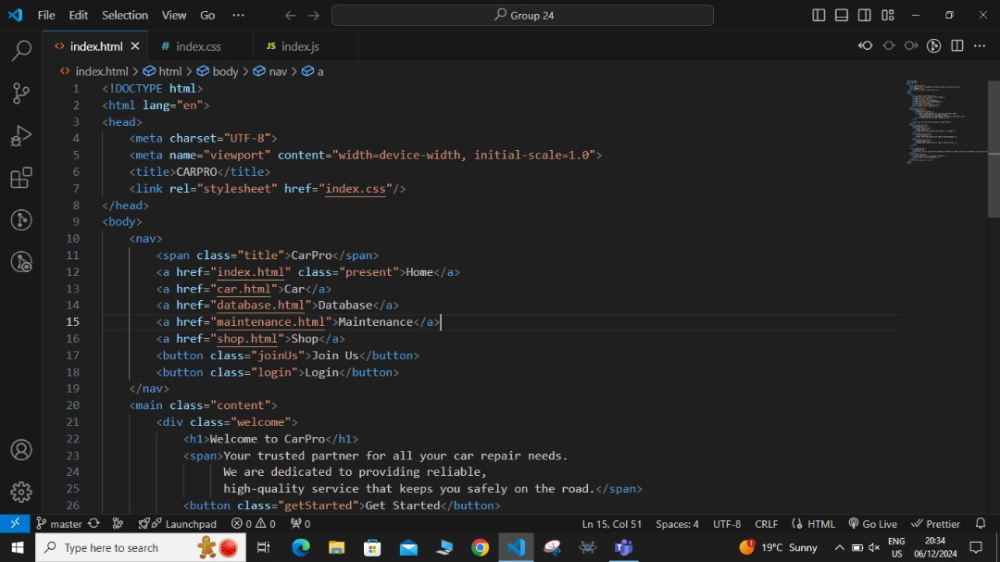 File Edit Selection View Go ··· Group 24
index.html # index.css JS index.js
index.html > html > body > nav > a
1 <!DOCTYPE html>
2 <html lang="en">
3 <head>
4 <meta charset="UTF-8">
5 <meta name="viewport" content="width=device-width, initial-scale=1.0">
6 <title>CARPRO</title>
7 <link rel="stylesheet" href="index.css"/>
8 </head>
9 <body>
10 <nav>
11 <span class="title">CarPro</span>
12 <a href="index.html" class="present">Home</a>
13 <a href="car.html">Car</a>
14 <a href="database.html">Database</a>
15 <a href="maintenance.html">Maintenance</a>
16 <a href="shop.html">Shop</a>
17 <button class="joinUs">Join Us</button>
18 <button class="login">Login</button>
19 </nav>
20 <main class="content">
21 <div class="welcome">
22 <h1>Welcome to CarPro</h1>
23 <span>Your trusted partner for all your car repair needs.
24 We are dedicated to providing reliable,
25 high-quality service that keeps you safely on the road.</span>
26 <button class="getStarted">Get Started</button>
master Launchpad 0 0 0 Ln 15, Col 51 Spaces: 4 UTF-8 CRLF HTML Go Live Prettier
Type here to search 19°C Sunny ENG US 20:34 06/12/2024